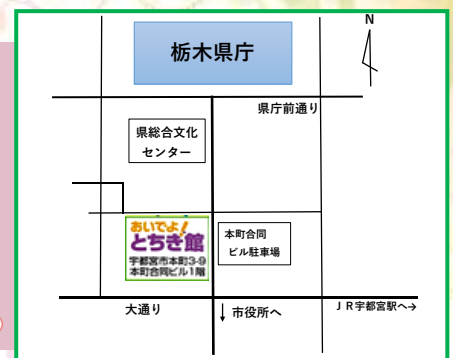 N
栃木県庁
県庁前通り
県総合文化
センター
おいでよ！
とちぎ館
宇都宮市本町3-9
本町合同ビル1階
本町合同
ビル駐車場
大通り
↓ 市役所へ
ＪＲ宇都宮駅へ→